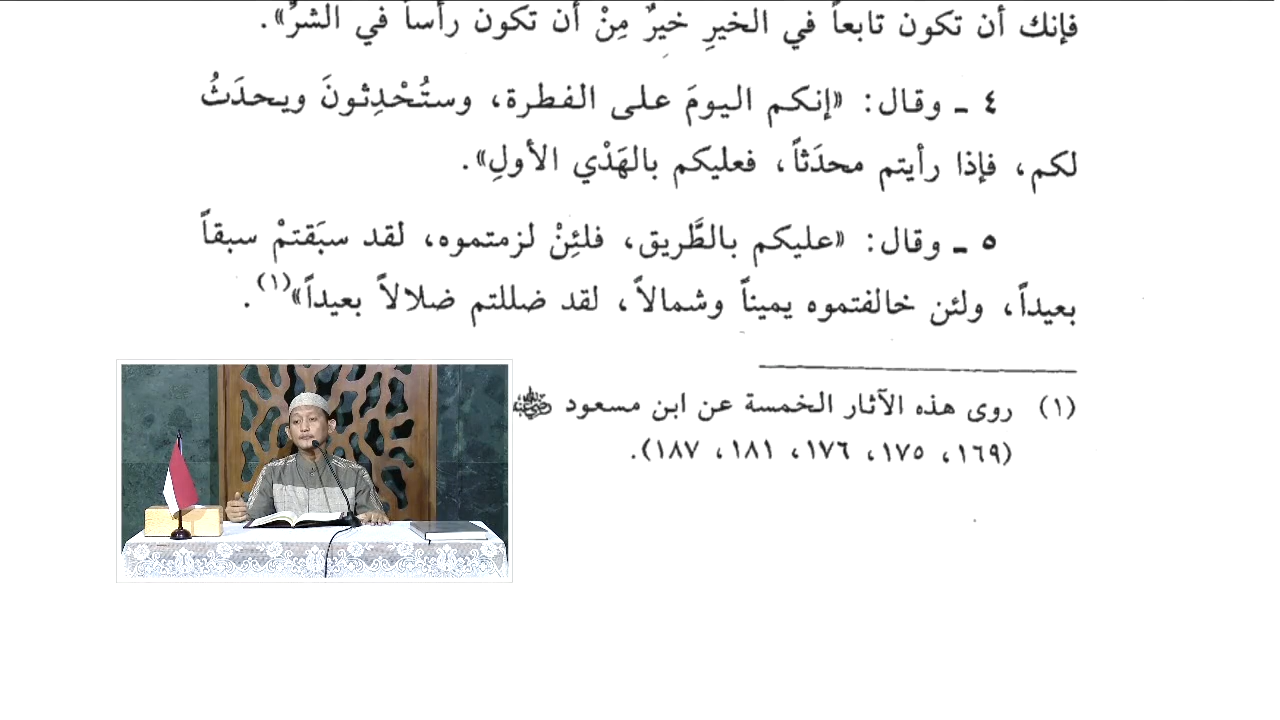 فإنك أن تكون تابعاً في الخيرِ خيرٌ مِنْ أن تكون رأساً في الشرِّ».
٤ ـ وقال: «إنكم اليومَ على الفطرة، وستُحْدِثونَ ويحدَثُ
لكم، فإذا رأيتم محدَثاً، فعليكم بالهَدْي الأولِ».
٥ ـ وقال: «عليكم بالطَّريق، فلئِنْ لزمتموه، لقد سبَقتمْ سبقاً
بعيداً، ولئن خالفتموه يميناً وشمالاً، لقد ضللتم ضلالاً بعيداً»(١).
(١) روى هذه الآثار الخمسة عن ابن مسعود رضي الله عنه
(١٦٩، ١٧٥، ١٧٦، ١٨١، ١٨٧).